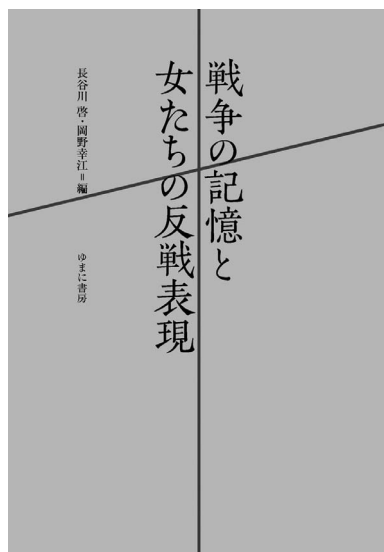 戦争の記憶と
女たちの反戦表現
長谷川 啓・岡野幸江=編
ゆまに書房